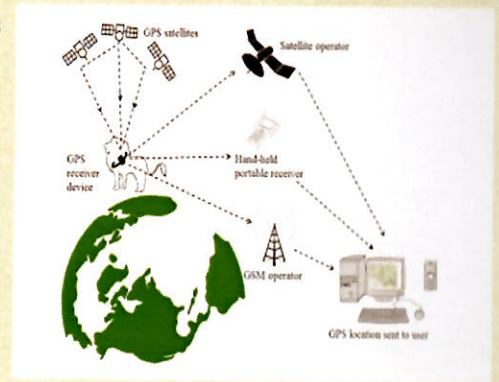 GPS satellites
Satellite operator
GPS
receiver
device
Hand-held
portable receiver
GSM operator
GPS location sent to user